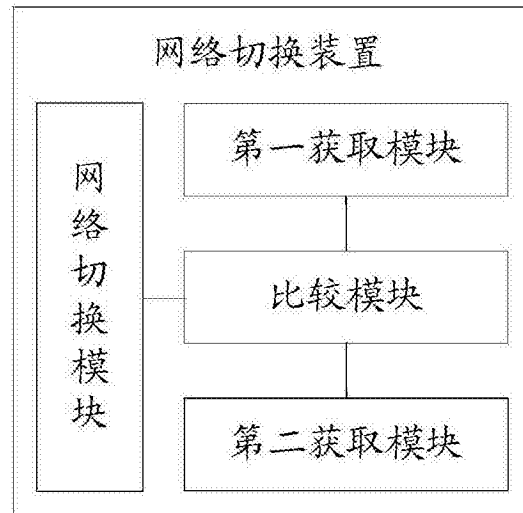 网络切换装置
网络切换模块
第一获取模块
比较模块
第二获取模块